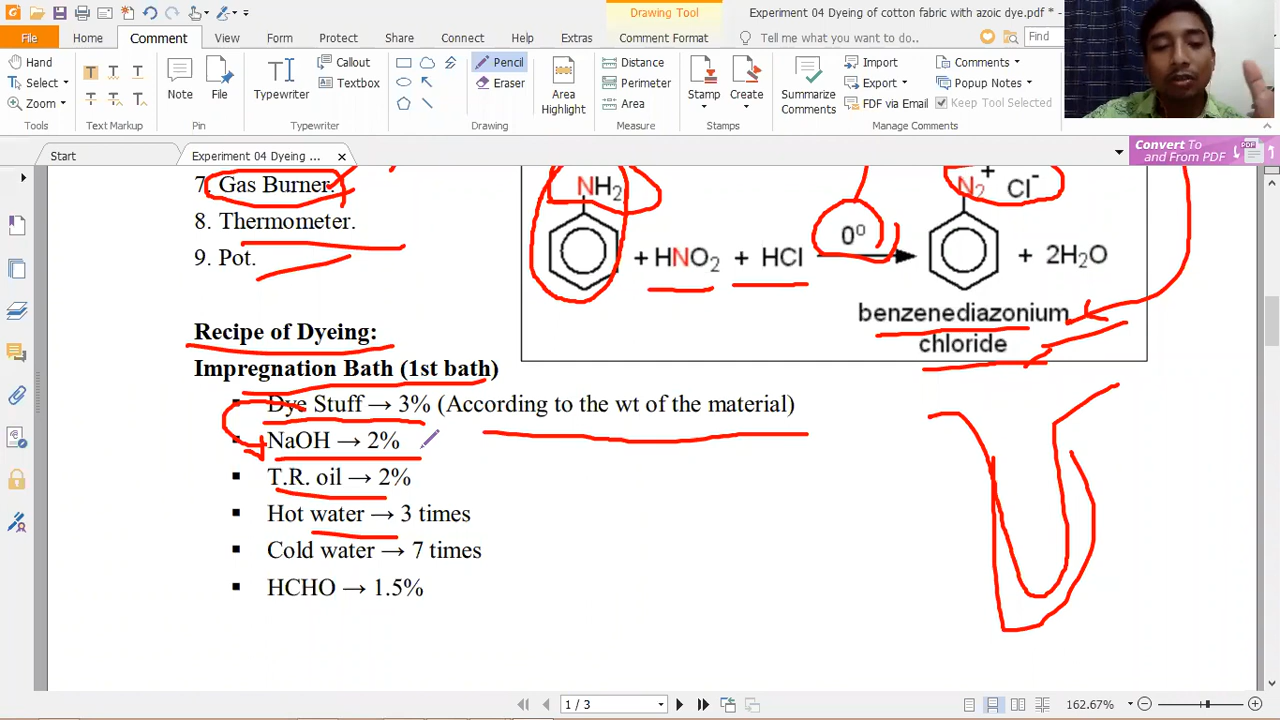 Drawing Tool
Experiment 04 Dyeing of cotton fabric with azoic dye.pdf *
File Home Comment View Form Protect Share Connect Help Comment Format Tell me what you want to do.. Find
Hand
Select
Zoom
Tools
Text Markup
Note
File
Pin
Typewriter
Callout
Textbox
Typewriter
Area
Highlight
Pencil
Eraser
Drawing
Distance
Perimeter
Area
Measure
Stamp
Create
Stamps
Summarize
Comments
Import
Export
FDF via Email
Comments
Popup Notes
Keep Tool Selected
Manage Comments
Start
Experiment 04 Dyeing ...
Convert To
and From PDF
7. Gas Burner.
8. Thermometer.
9. Pot.
NH2
+ HNO2 + HCl
0°
N2+ Cl-
+ 2H2O
benzenediazonium
chloride
Recipe of Dyeing:
Impregnation Bath (1st bath)
▪ Dye Stuff → 3% (According to the wt of the material)
▪ NaOH → 2%
▪ T.R. oil → 2%
▪ Hot water → 3 times
▪ Cold water → 7 times
▪ HCHO → 1.5%
1 / 3
162.67%